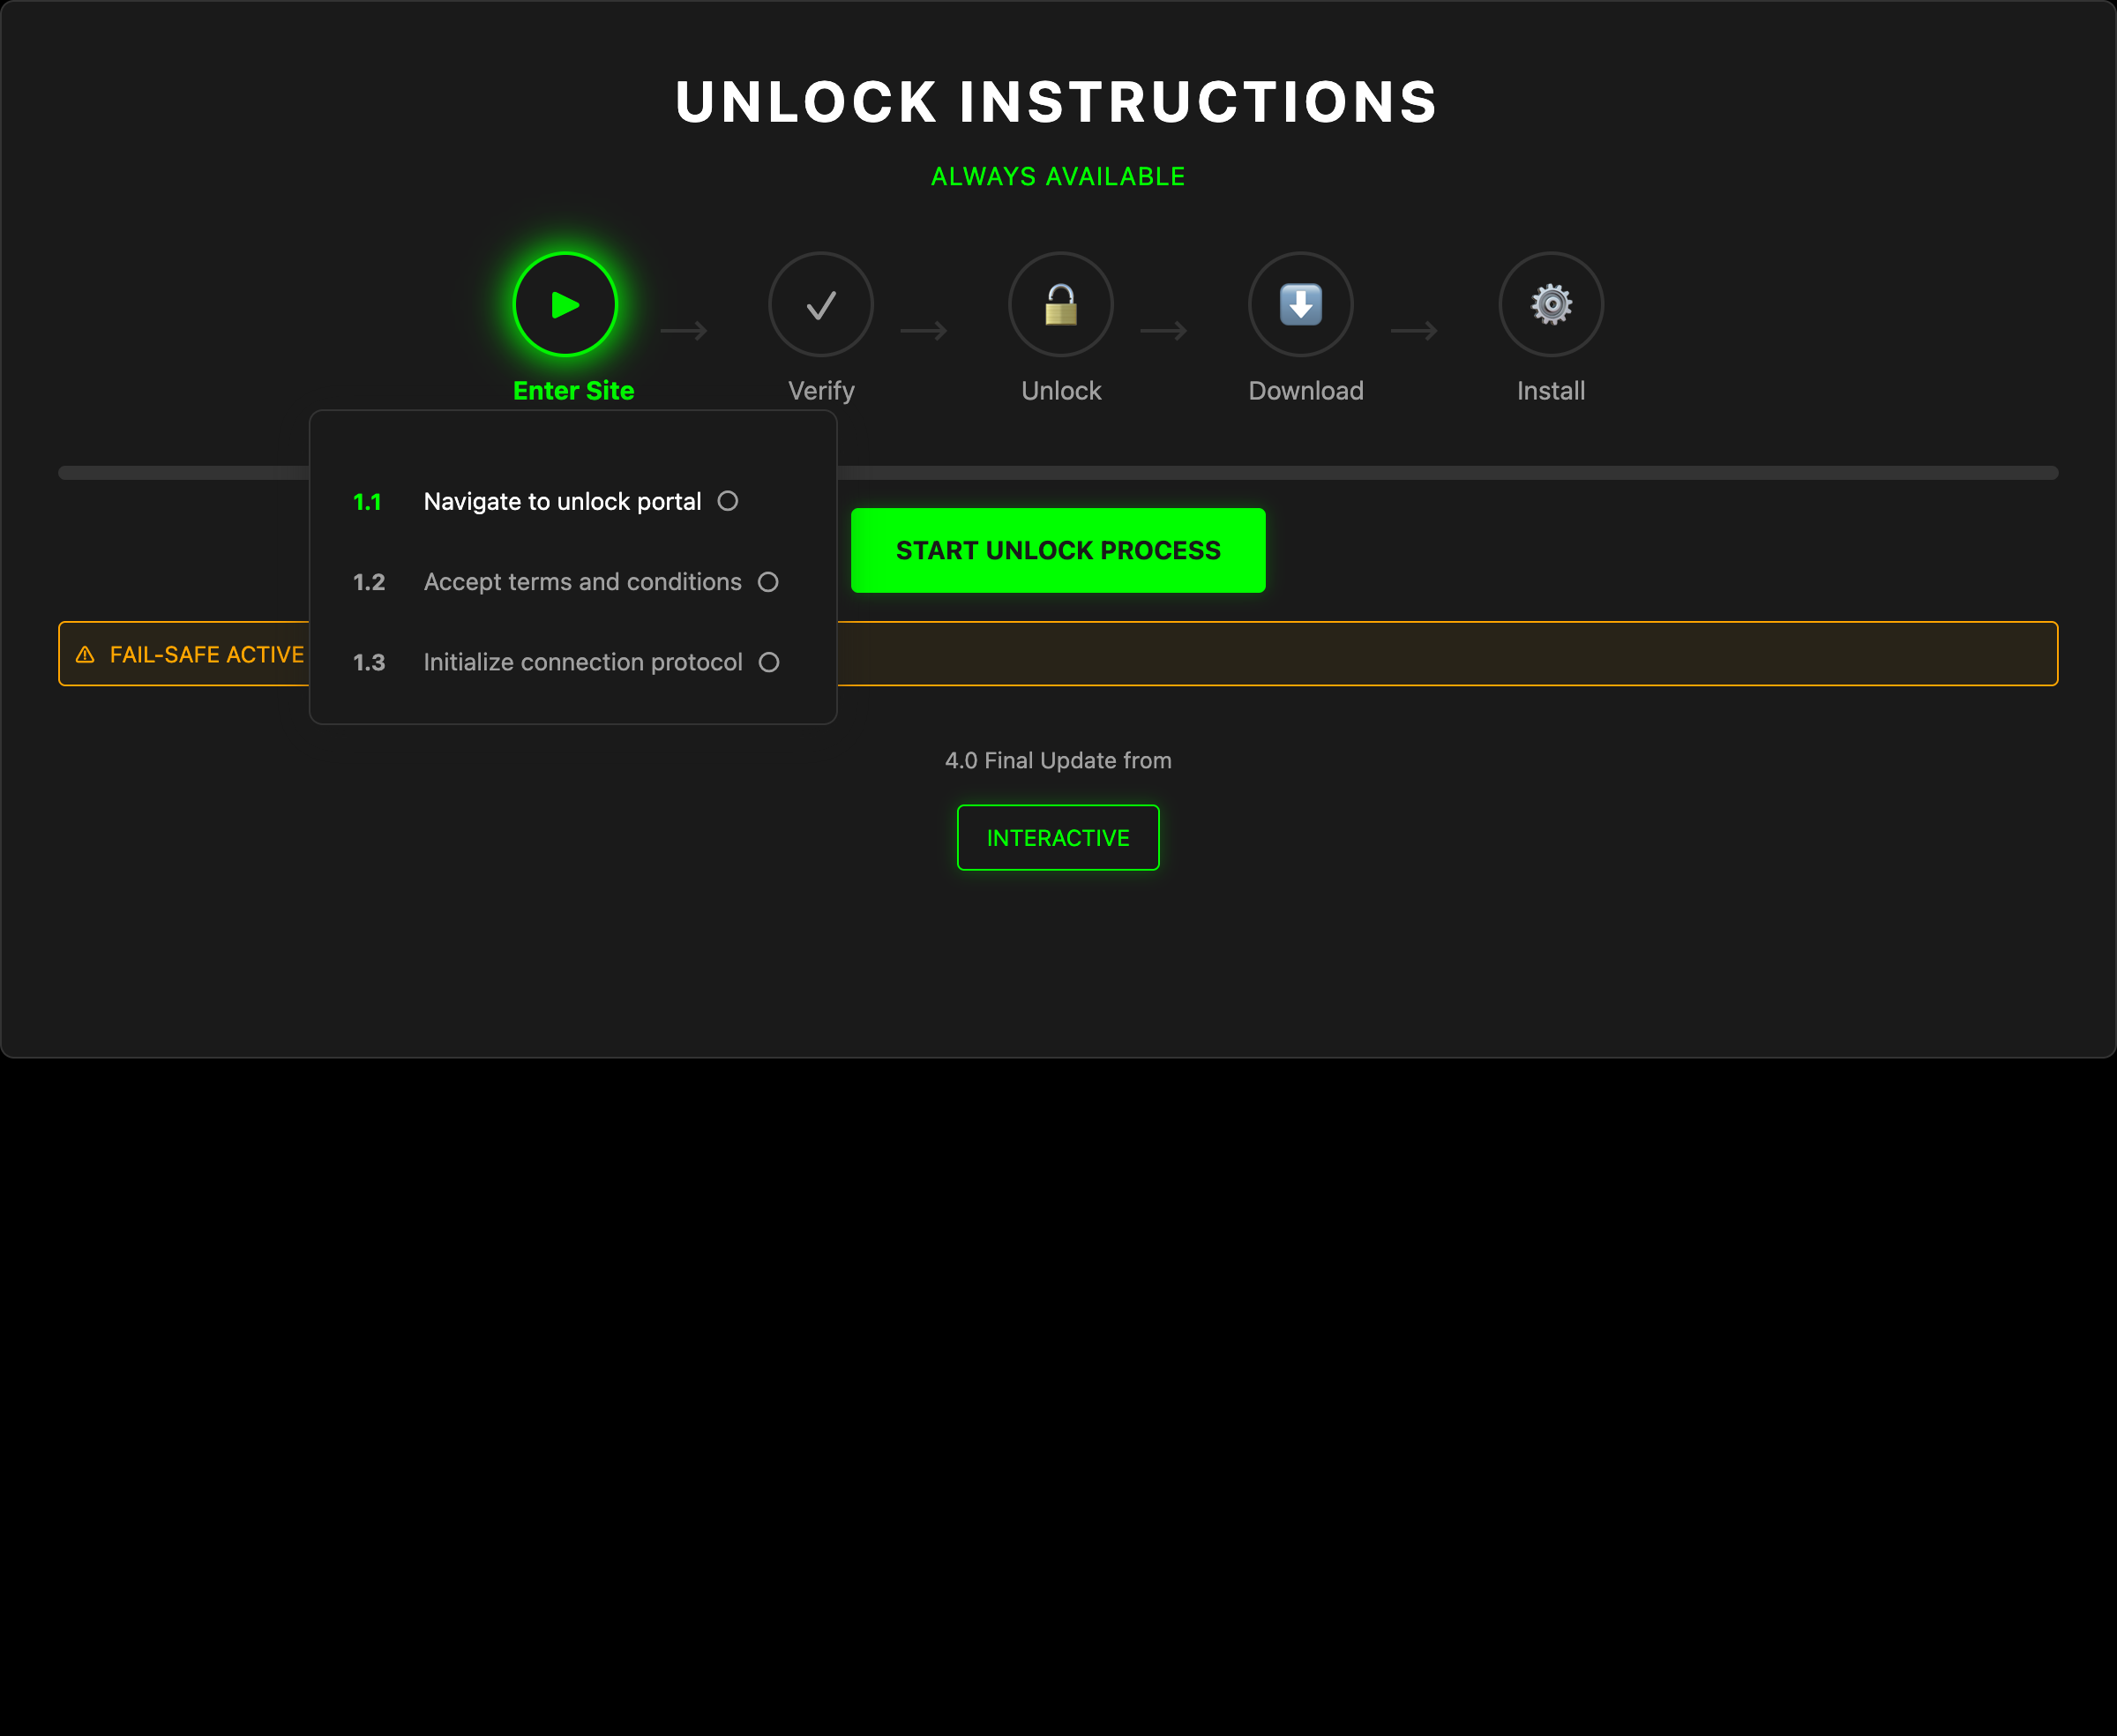 UNLOCK INSTRUCTIONS
ALWAYS AVAILABLE
Enter Site
Verify
Unlock
Download
Install
1.1 Navigate to unlock portal
START UNLOCK PROCESS
1.2 Accept terms and conditions
FAIL-SAFE ACTIVE
1.3 Initialize connection protocol
4.0 Final Update from
INTERACTIVE